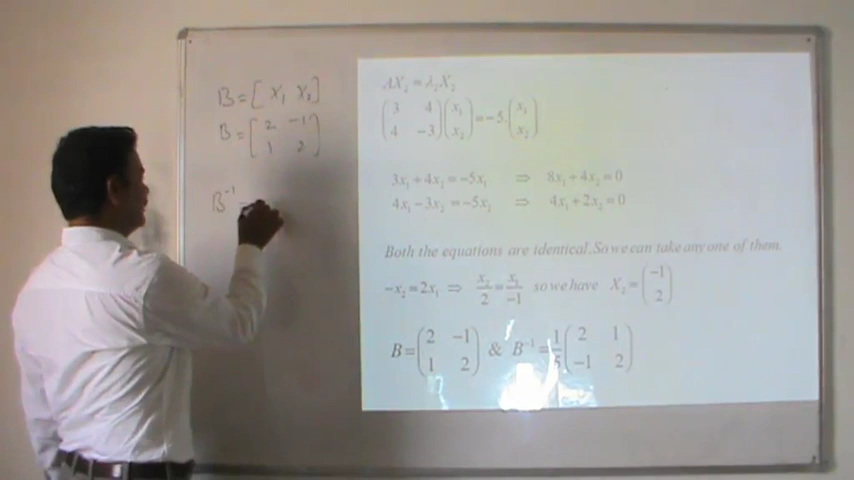 B = [ X₁ X₂ ]
B = [ 2 -1
1 2 ]
B⁻¹ =
AX₂ = λ₂X₂
( 3 4
4 −3 ) ( x₁
x₂ ) = −5. ( x₁
x₂ )
3x₁ + 4x₂ = −5x₁ ⇒ 8x₁ + 4x₂ = 0
4x₁ − 3x₂ = −5x₂ ⇒ 4x₁ + 2x₂ = 0
Both the equations are identical. So we can take any one of them.
−x₂ = 2x₁ ⇒ x₂/2 = x₁/−1 so we have X₂ = ( −1
2 )
B = ( 2 −1
1 2 ) & B⁻¹ = 1/5 ( 2 1
−1 2 )